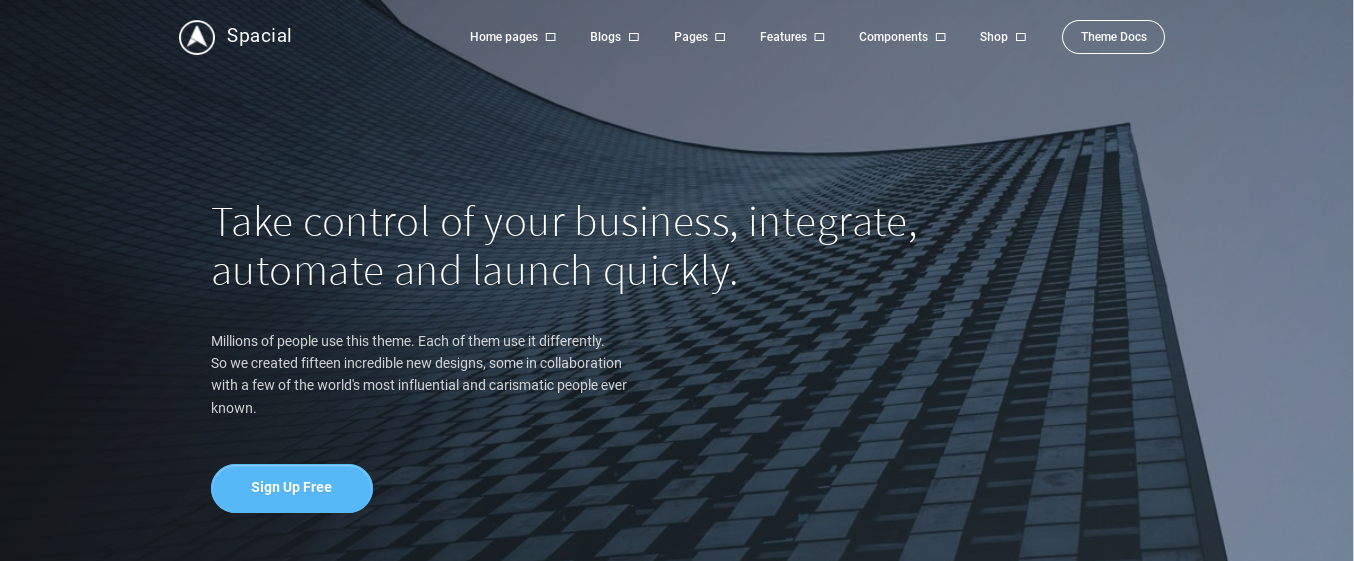 Spacial
Home pages Blogs Pages Features Components Shop Theme Docs
Take control of your business, integrate,
automate and launch quickly.
Millions of people use this theme. Each of them use it differently.
So we created fifteen incredible new designs, some in collaboration
with a few of the world's most influential and carismatic people ever
known.
Sign Up Free